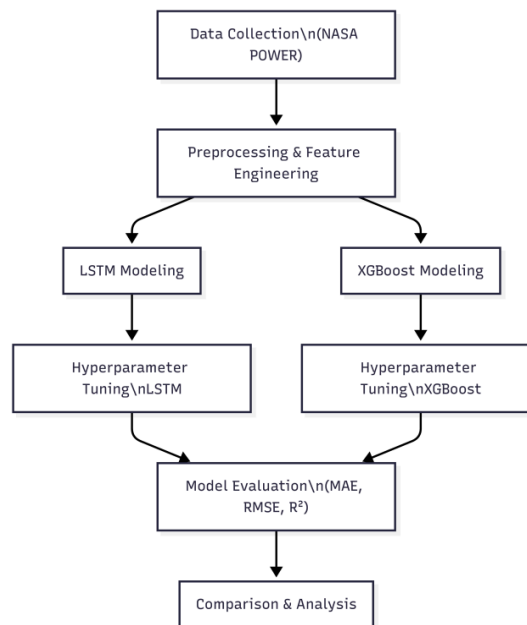 Data Collection\n(NASA
POWER)
Preprocessing & Feature
Engineering
LSTM Modeling
XGBoost Modeling
Hyperparameter
Tuning\nLSTM
Hyperparameter
Tuning\nXGBoost
Model Evaluation\n(MAE,
RMSE, R²)
Comparison & Analysis